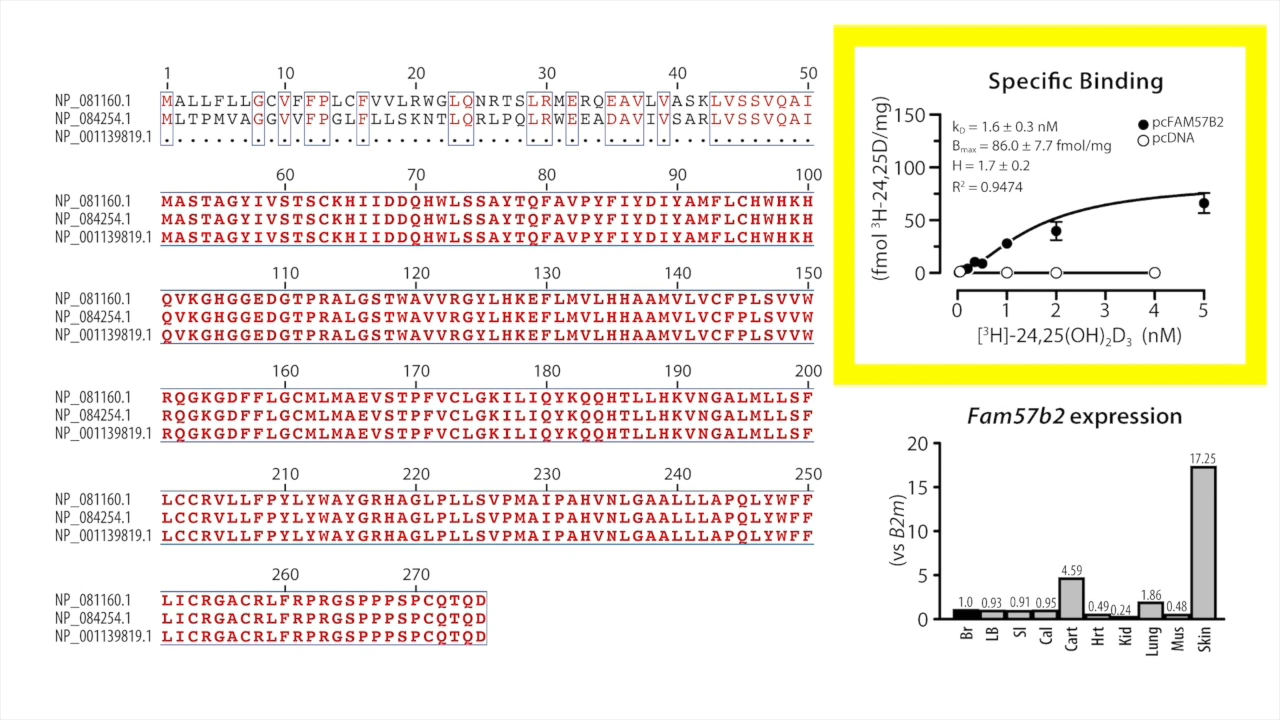 1 10 20 30 40 50
NP_081160.1 MALLFLLGCVFFPLCFVVLRWGLQNRTSLRMERQEAVLVASKLVSSVQAI
NP_084254.1 MLTPMVAGGVVFPGLFLLSKNTLQRLPQLRWEEADAVIVSARLVSSVQAI
NP_001139819.1 ..................................................
60 70 80 90 100
NP_081160.1 MASTAGYIVSTSCKHIIDDQHWLSSAYTQFAVPYFIYDIYAMFLCHWHKH
NP_084254.1 MASTAGYIVSTSCKHIIDDQHWLSSAYTQFAVPYFIYDIYAMFLCHWHKH
NP_001139819.1 MASTAGYIVSTSCKHIIDDQHWLSSAYTQFAVPYFIYDIYAMFLCHWHKH
110 120 130 140 150
NP_081160.1 QVKGHGGEDGTPRALGSTWAVVRGYLHKEFLMVLHHAAMVLVCFPLSVVW
NP_084254.1 QVKGHGGEDGTPRALGSTWAVVRGYLHKEFLMVLHHAAMVLVCFPLSVVW
NP_001139819.1 QVKGHGGEDGTPRALGSTWAVVRGYLHKEFLMVLHHAAMVLVCFPLSVVW
160 170 180 190 200
NP_081160.1 RQGKGDFFLGCMLMAEVSTPFVCLGKILIQYKQQHTLLHKVNGALMLLSF
NP_084254.1 RQGKGDFFLGCMLMAEVSTPFVCLGKILIQYKQQHTLLHKVNGALMLLSF
NP_001139819.1 RQGKGDFFLGCMLMAEVSTPFVCLGKILIQYKQQHTLLHKVNGALMLLSF
210 220 230 240 250
NP_081160.1 LCCRVLLFPYLYWAYGRHAGLPLLSVPMAIPAHVNLGAALLLAPQLYWFF
NP_084254.1 LCCRVLLFPYLYWAYGRHAGLPLLSVPMAIPAHVNLGAALLLAPQLYWFF
NP_001139819.1 LCCRVLLFPYLYWAYGRHAGLPLLSVPMAIPAHVNLGAALLLAPQLYWFF
260 270
NP_081160.1 LICRGACRLFRPRGSPPPSPCQTQD
NP_084254.1 LICRGACRLFRPRGSPPPSPCQTQD
NP_001139819.1 LICRGACRLFRPRGSPPPSPCQTQD
Specific Binding
(fmol ³H-24,25D/mg)
150
100
50
0
k_D = 1.6 ± 0.3 nM
B_max = 86.0 ± 7.7 fmol/mg
H = 1.7 ± 0.2
R² = 0.9474
pcFAM57B2
pcDNA
0 1 2 3 4 5
[³H]-24,25(OH)₂D₃ (nM)
Fam57b2 expression
(vs B2m)
20
15
10
5
0
1.0 0.93 0.91 0.95 4.59 0.49 0.24 1.86 0.48 17.25
Br LB SI Cal Cart Hrt Kid Lung Mus Skin